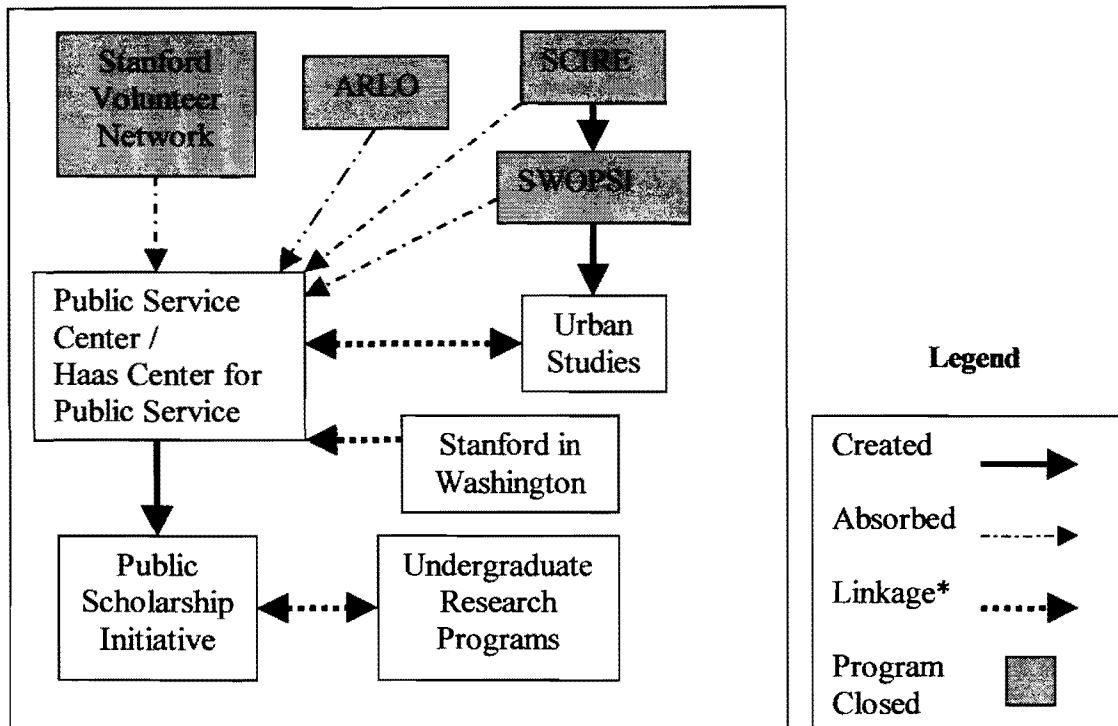 Stanford
Volunteer
Network
ARLO
SCIRE
SWOPSI
Public Service
Center /
Haas Center for
Public Service
Urban
Studies
Stanford in
Washington
Public
Scholarship
Initiative
Undergraduate
Research
Programs
Legend
Created
Absorbed
Linkage*
Program
Closed